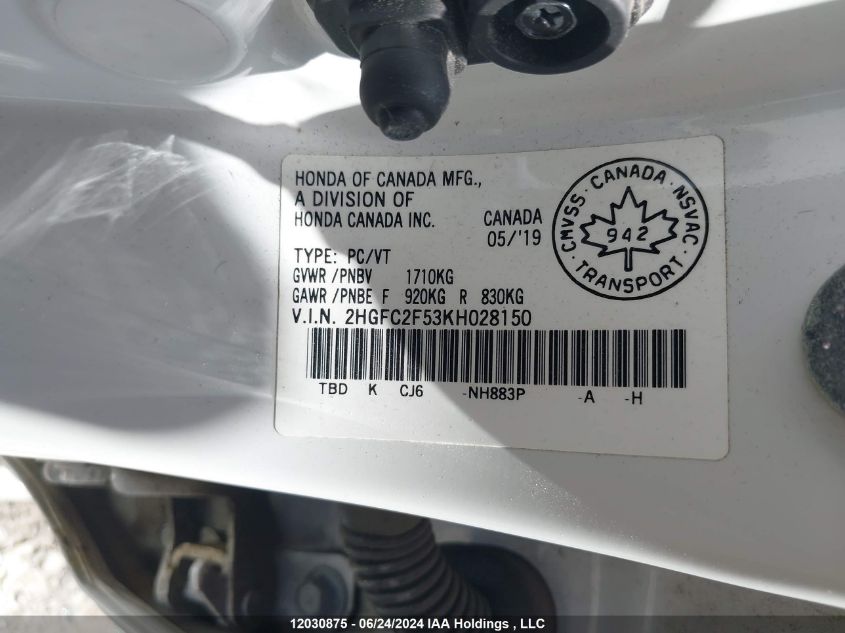 HONDA OF CANADA MFG.,
A DIVISION OF
HONDA CANADA INC. CANADA
05/'19
TYPE: PC/VT
GVWR/PNBV 1710KG
GAWR/PNBE F 920KG R 830KG
V.I.N. 2HGFC2F53KH028150
TBD K CJ6 -NH883P -A -H
CMVSS · CANADA · NSVAC
942
· TRANSPORT ·
12030875 - 06/24/2024 IAA Holdings , LLC